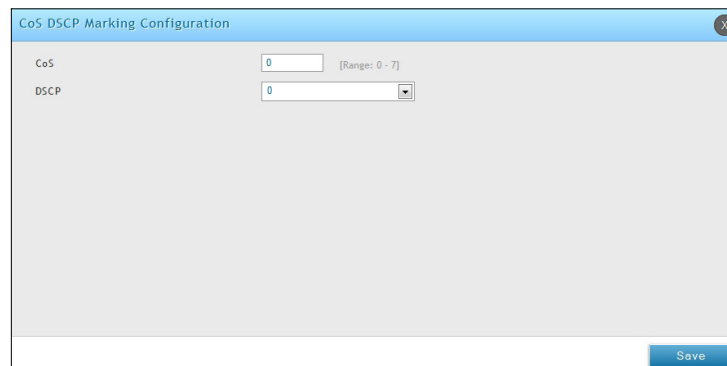 CoS DSCP Marking Configuration X
CoS 0 [Range: 0 - 7]
DSCP 0
Save